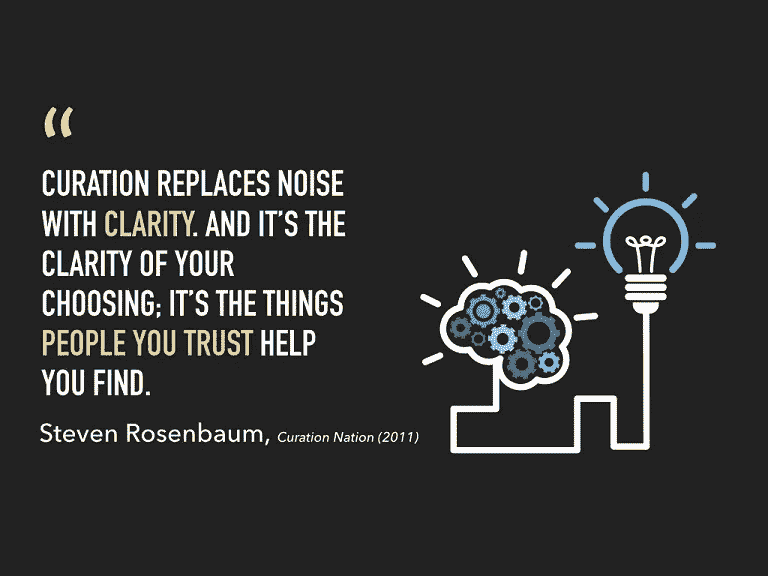 “
CURATION REPLACES NOISE
WITH CLARITY. AND IT’S THE
CLARITY OF YOUR
CHOOSING; IT’S THE THINGS
PEOPLE YOU TRUST HELP
YOU FIND.
Steven Rosenbaum, Curation Nation (2011)